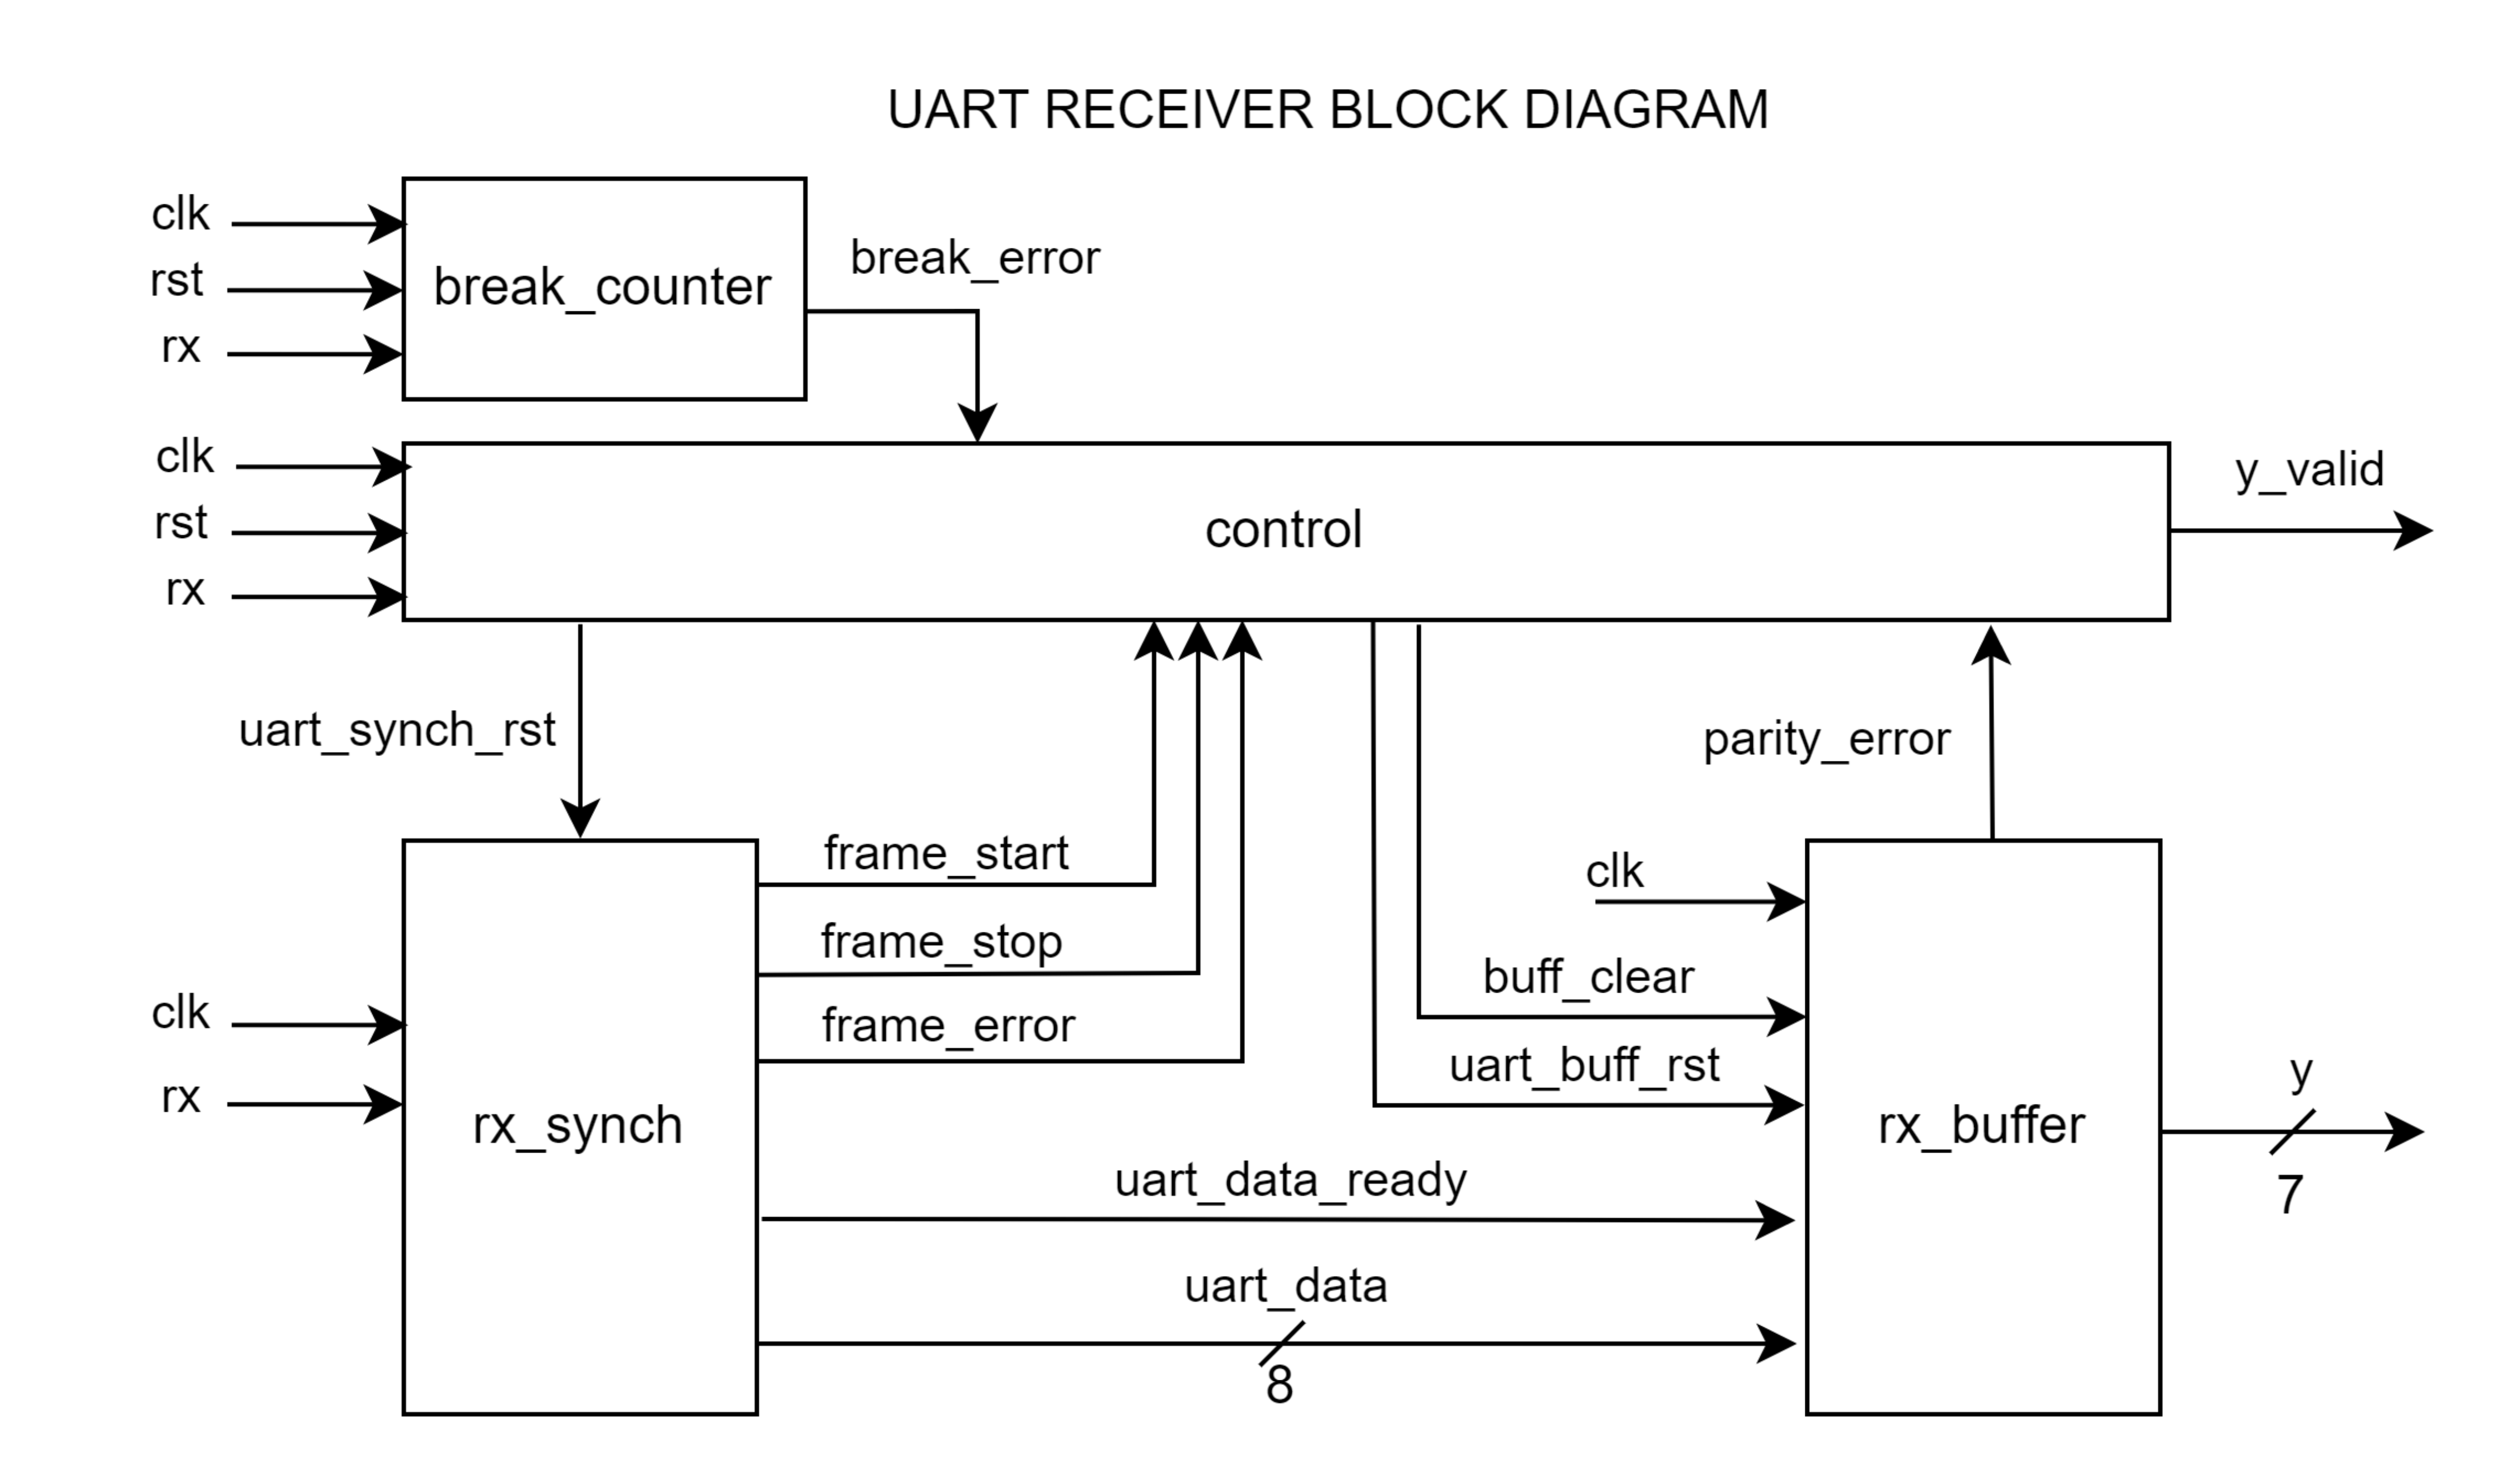 UART RECEIVER BLOCK DIAGRAM
clk
rst
rx
break_counter
break_error
clk
rst
rx
control
y_valid
uart_synch_rst
parity_error
frame_start
frame_stop
frame_error
clk
rx
rx_synch
clk
buff_clear
uart_buff_rst
rx_buffer
y
7
uart_data_ready
uart_data
8